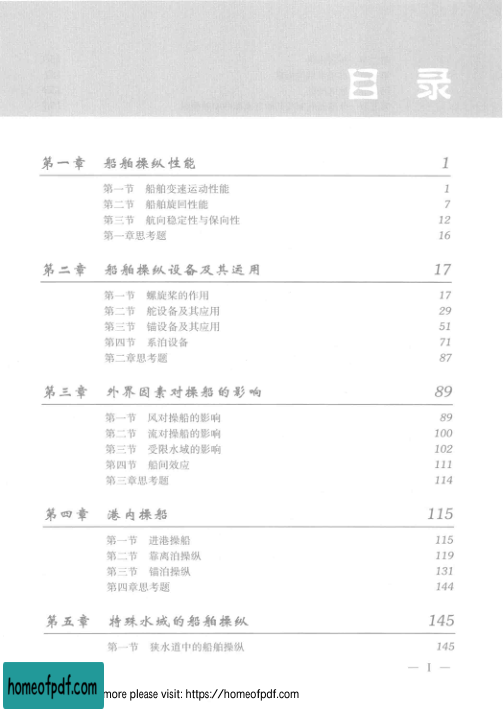 目 录
第一章 船舶操纵性能 1
第一节 船舶变速运动性能 1
第二节 船舶旋回性能 7
第三节 航向稳定性与保向性 12
第一章思考题 16
第二章 船舶操纵设备及其运用 17
第一节 螺旋桨的作用 17
第二节 舵设备及其应用 29
第三节 锚设备及其应用 51
第四节 系泊设备 71
第二章思考题 87
第三章 外界因素对操船的影响 89
第一节 风对操船的影响 89
第二节 流对操船的影响 100
第三节 受限水域的影响 102
第四节 船间效应 111
第三章思考题 114
第四章 港内操船 115
第一节 进港操船 115
第二节 靠离泊操纵 119
第三节 锚泊操纵 131
第四章思考题 144
第五章 特殊水域的船舶操纵 145
第一节 狭水道中的船舶操纵 145
— I —
homeofpdf.com more please visit: https://homeofpdf.com